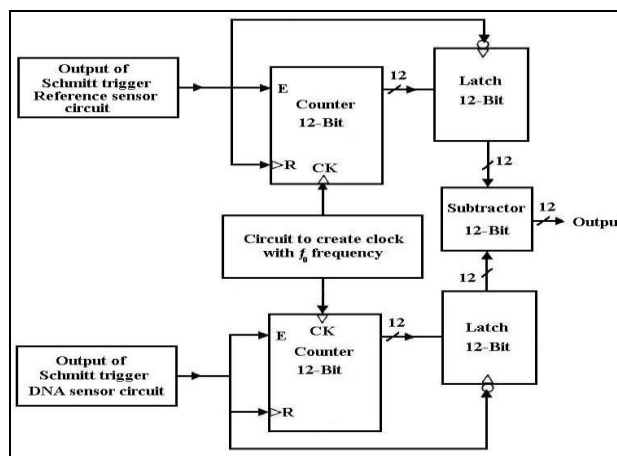 Output of
Schmitt trigger
Reference sensor
circuit
E
Counter
12-Bit
R
CK
12
Latch
12-Bit
12
Subtractor
12-Bit
12
Output
Circuit to create clock
with f0 frequency
12
Output of
Schmitt trigger
DNA sensor circuit
E
CK
Counter
12-Bit
R
12
Latch
12-Bit